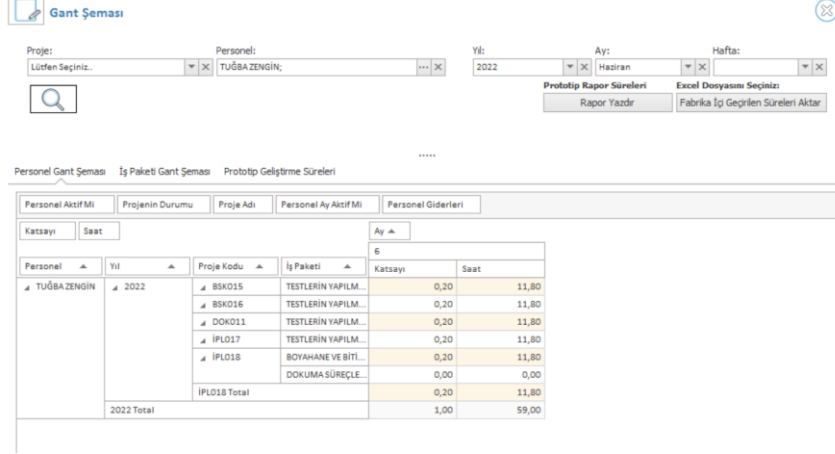 Gant Şeması
Proje: Personel: Yıl: Ay: Hafta:
Lütfen Seçiniz.. TUĞBA ZENGİN; 2022 Haziran
Prototip Rapor Süreleri Excel Dosyasını Seçiniz:
Rapor Yazdır Fabrika İçi Geçirilen Süreleri Aktar
Personel Gant Şeması İş Paketi Gant Şeması Prototip Geliştirme Süreleri
Personel Aktif Mi Projenin Durumu Proje Adı Personel Ay Aktif Mi Personel Giderleri
Katsayı Saat Ay
6
Personel Yıl Proje Kodu İş Paketi Katsayı Saat
TUĞBA ZENGİN 2022 BSK015 TESTLERİN YAPILM... 0,20 11,80
BSK016 TESTLERİN YAPILM... 0,20 11,80
DOK011 TESTLERİN YAPILM... 0,20 11,80
İPL017 TESTLERİN YAPILM... 0,20 11,80
İPL018 BOYAHANE VE BİTİ... 0,20 11,80
DOKUMA SÜREÇLE... 0,00 0,00
İPL018 Total 0,20 11,80
2022 Total 1,00 59,00